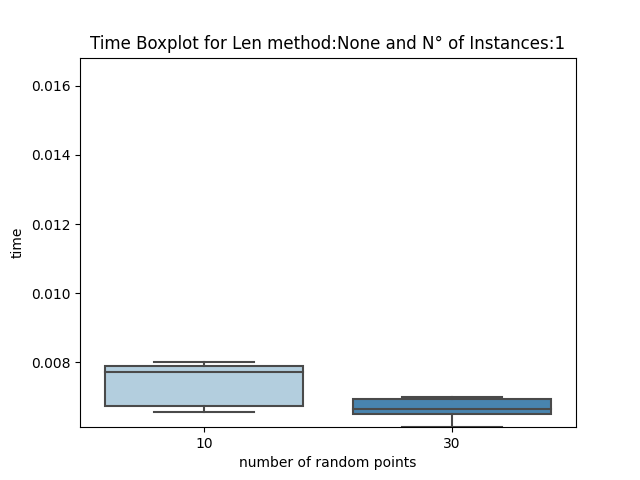 Time Boxplot for Len method:None and N° of Instances:1
0.016
0.014
0.012
0.010
0.008
time
10
30
number of random points